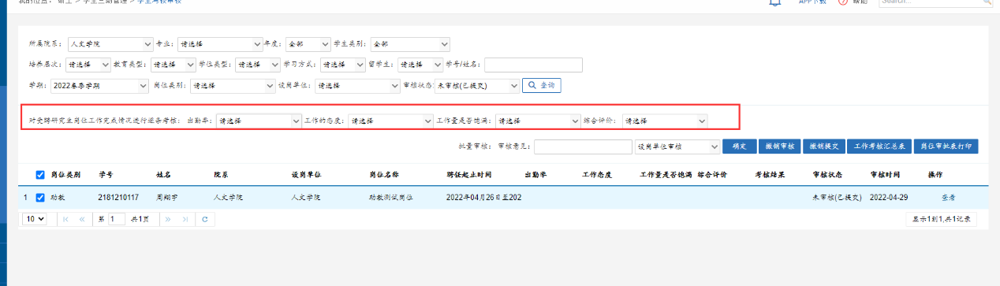 我的位置: 研工 > 学生三助管理 > 学生考核审核 APP下载 帮助 Search...
所属院系: 人文学院 专业: 请选择 年度: 全部 学生类别: 全部
培养层次: 请选择 教育类型: 请选择 学位类型: 请选择 学习方式: 请选择 留学生: 请选择 学号/姓名:
学期: 2022春季学期 岗位类别: 请选择 设岗单位: 请选择 审核状态: 未审核(已提交) 查询
对受聘研究生岗位工作完成情况进行逐条考核: 出勤率: 请选择 工作的态度: 请选择 工作量是否饱满: 请选择 综合评价: 请选择
批量审核: 审核意见: 设岗单位审核 确定 撤销审核 撤销提交 工作考核汇总表 岗位审批表打印
岗位类别 学号 姓名 院系 设岗单位 岗位名称 聘任起止时间 出勤率 工作态度 工作量是否饱满 综合评价 考核结果 审核状态 审核时间 操作
1 助教 2181210117 周翔宇 人文学院 人文学院 助教测试岗位 2022年04月26日至202 未审核(已提交) 2022-04-29 查看
10 第 1 共1页 显示1到1,共1记录